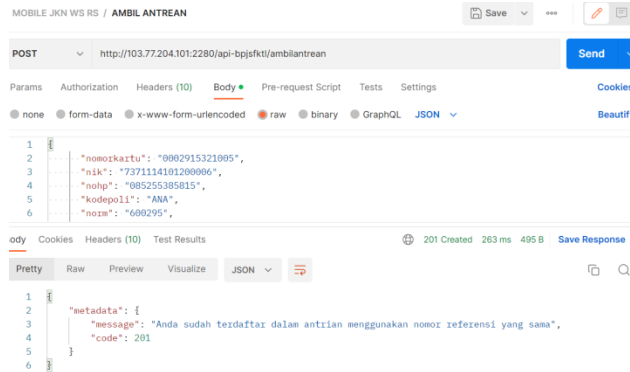 MOBILE JKN WS RS / AMBIL ANTREAN Save
POST http://103.77.204.101:2280/api-bpjsfktl/ambilantrean Send
Params Authorization Headers (10) Body Pre-request Script Tests Settings Cookies
none form-data x-www-form-urlencoded raw binary GraphQL JSON Beautif
1 {
2 "nomorkartu": "0002915321005",
3 "nik": "7371114101200006",
4 "nohp": "085255385815",
5 "kodepoli": "ANA",
6 "norm": "600295",
ody Cookies Headers (10) Test Results 201 Created 263 ms 495 B Save Response
Pretty Raw Preview Visualize JSON
1 {
2 "metadata": {
3 "message": "Anda sudah terdaftar dalam antrian menggunakan nomor referensi yang sama",
4 "code": 201
5 }
6 }